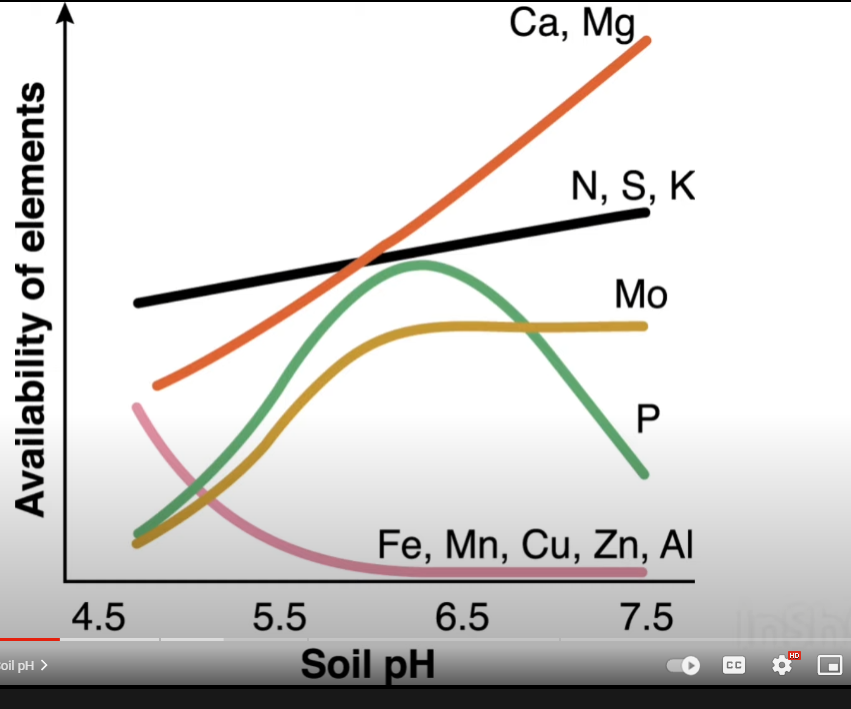 Ca, Mg
N, S, K
Mo
P
Fe, Mn, Cu, Zn, Al
Availability of elements
4.5 5.5 6.5 7.5
Soil pH
oil pH >
CC
HD